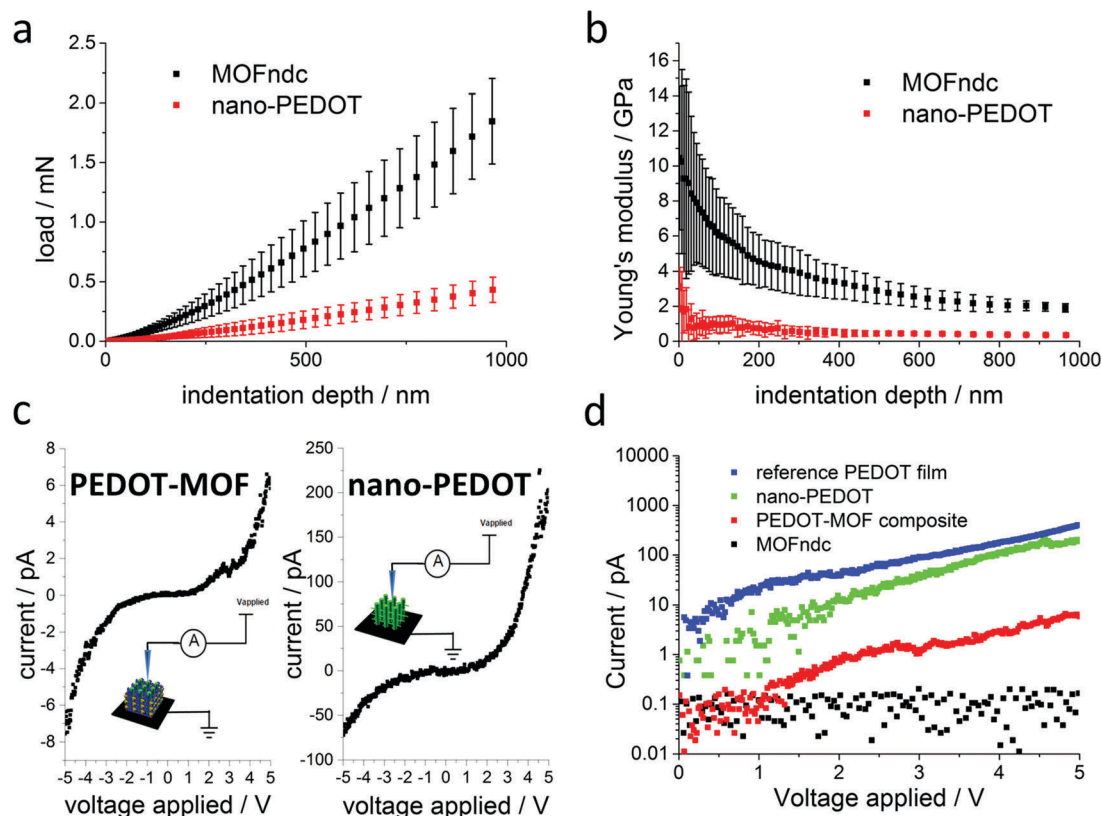 a
MOFndc
nano-PEDOT
load / mN
2.5
2.0
1.5
1.0
0.5
0.0
0
500
1000
indentation depth / nm
b
MOFndc
nano-PEDOT
Young's modulus / GPa
16
14
12
10
8
6
4
2
0
0 200 400 600 800 1000
indentation depth / nm
c
PEDOT-MOF
current / pA
8
6
4
2
0
-2
-4
-6
-8
Vapplied
A
-5 -4 -3 -2 -1 0 1 2 3 4 5
voltage applied / V
nano-PEDOT
current / pA
250
200
150
100
50
0
-50
-100
Vapplied
A
-5 -4 -3 -2 -1 0 1 2 3 4 5
voltage applied / V
d
reference PEDOT film
nano-PEDOT
PEDOT-MOF composite
MOFndc
Current / pA
10000
1000
100
10
1
0.1
0.01
0 1 2 3 4 5
Voltage applied / V